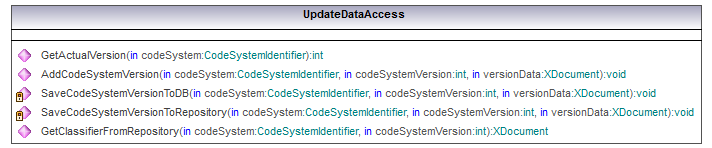 UpdateDataAccess
GetActualVersion(in codeSystem:CodeSystemIdentifier):int
AddCodeSystemVersion(in codeSystem:CodeSystemIdentifier, in codeSystemVersion:int, in versionData:XDocument):void
SaveCodeSystemVersionToDB(in codeSystem:CodeSystemIdentifier, in codeSystemVersion:int, in versionData:XDocument):void
SaveCodeSystemVersionToRepository(in codeSystem:CodeSystemIdentifier, in codeSystemVersion:int, in versionData:XDocument):void
GetClassifierFromRepository(in codeSystem:CodeSystemIdentifier, in codeSystemVersion:int):XDocument